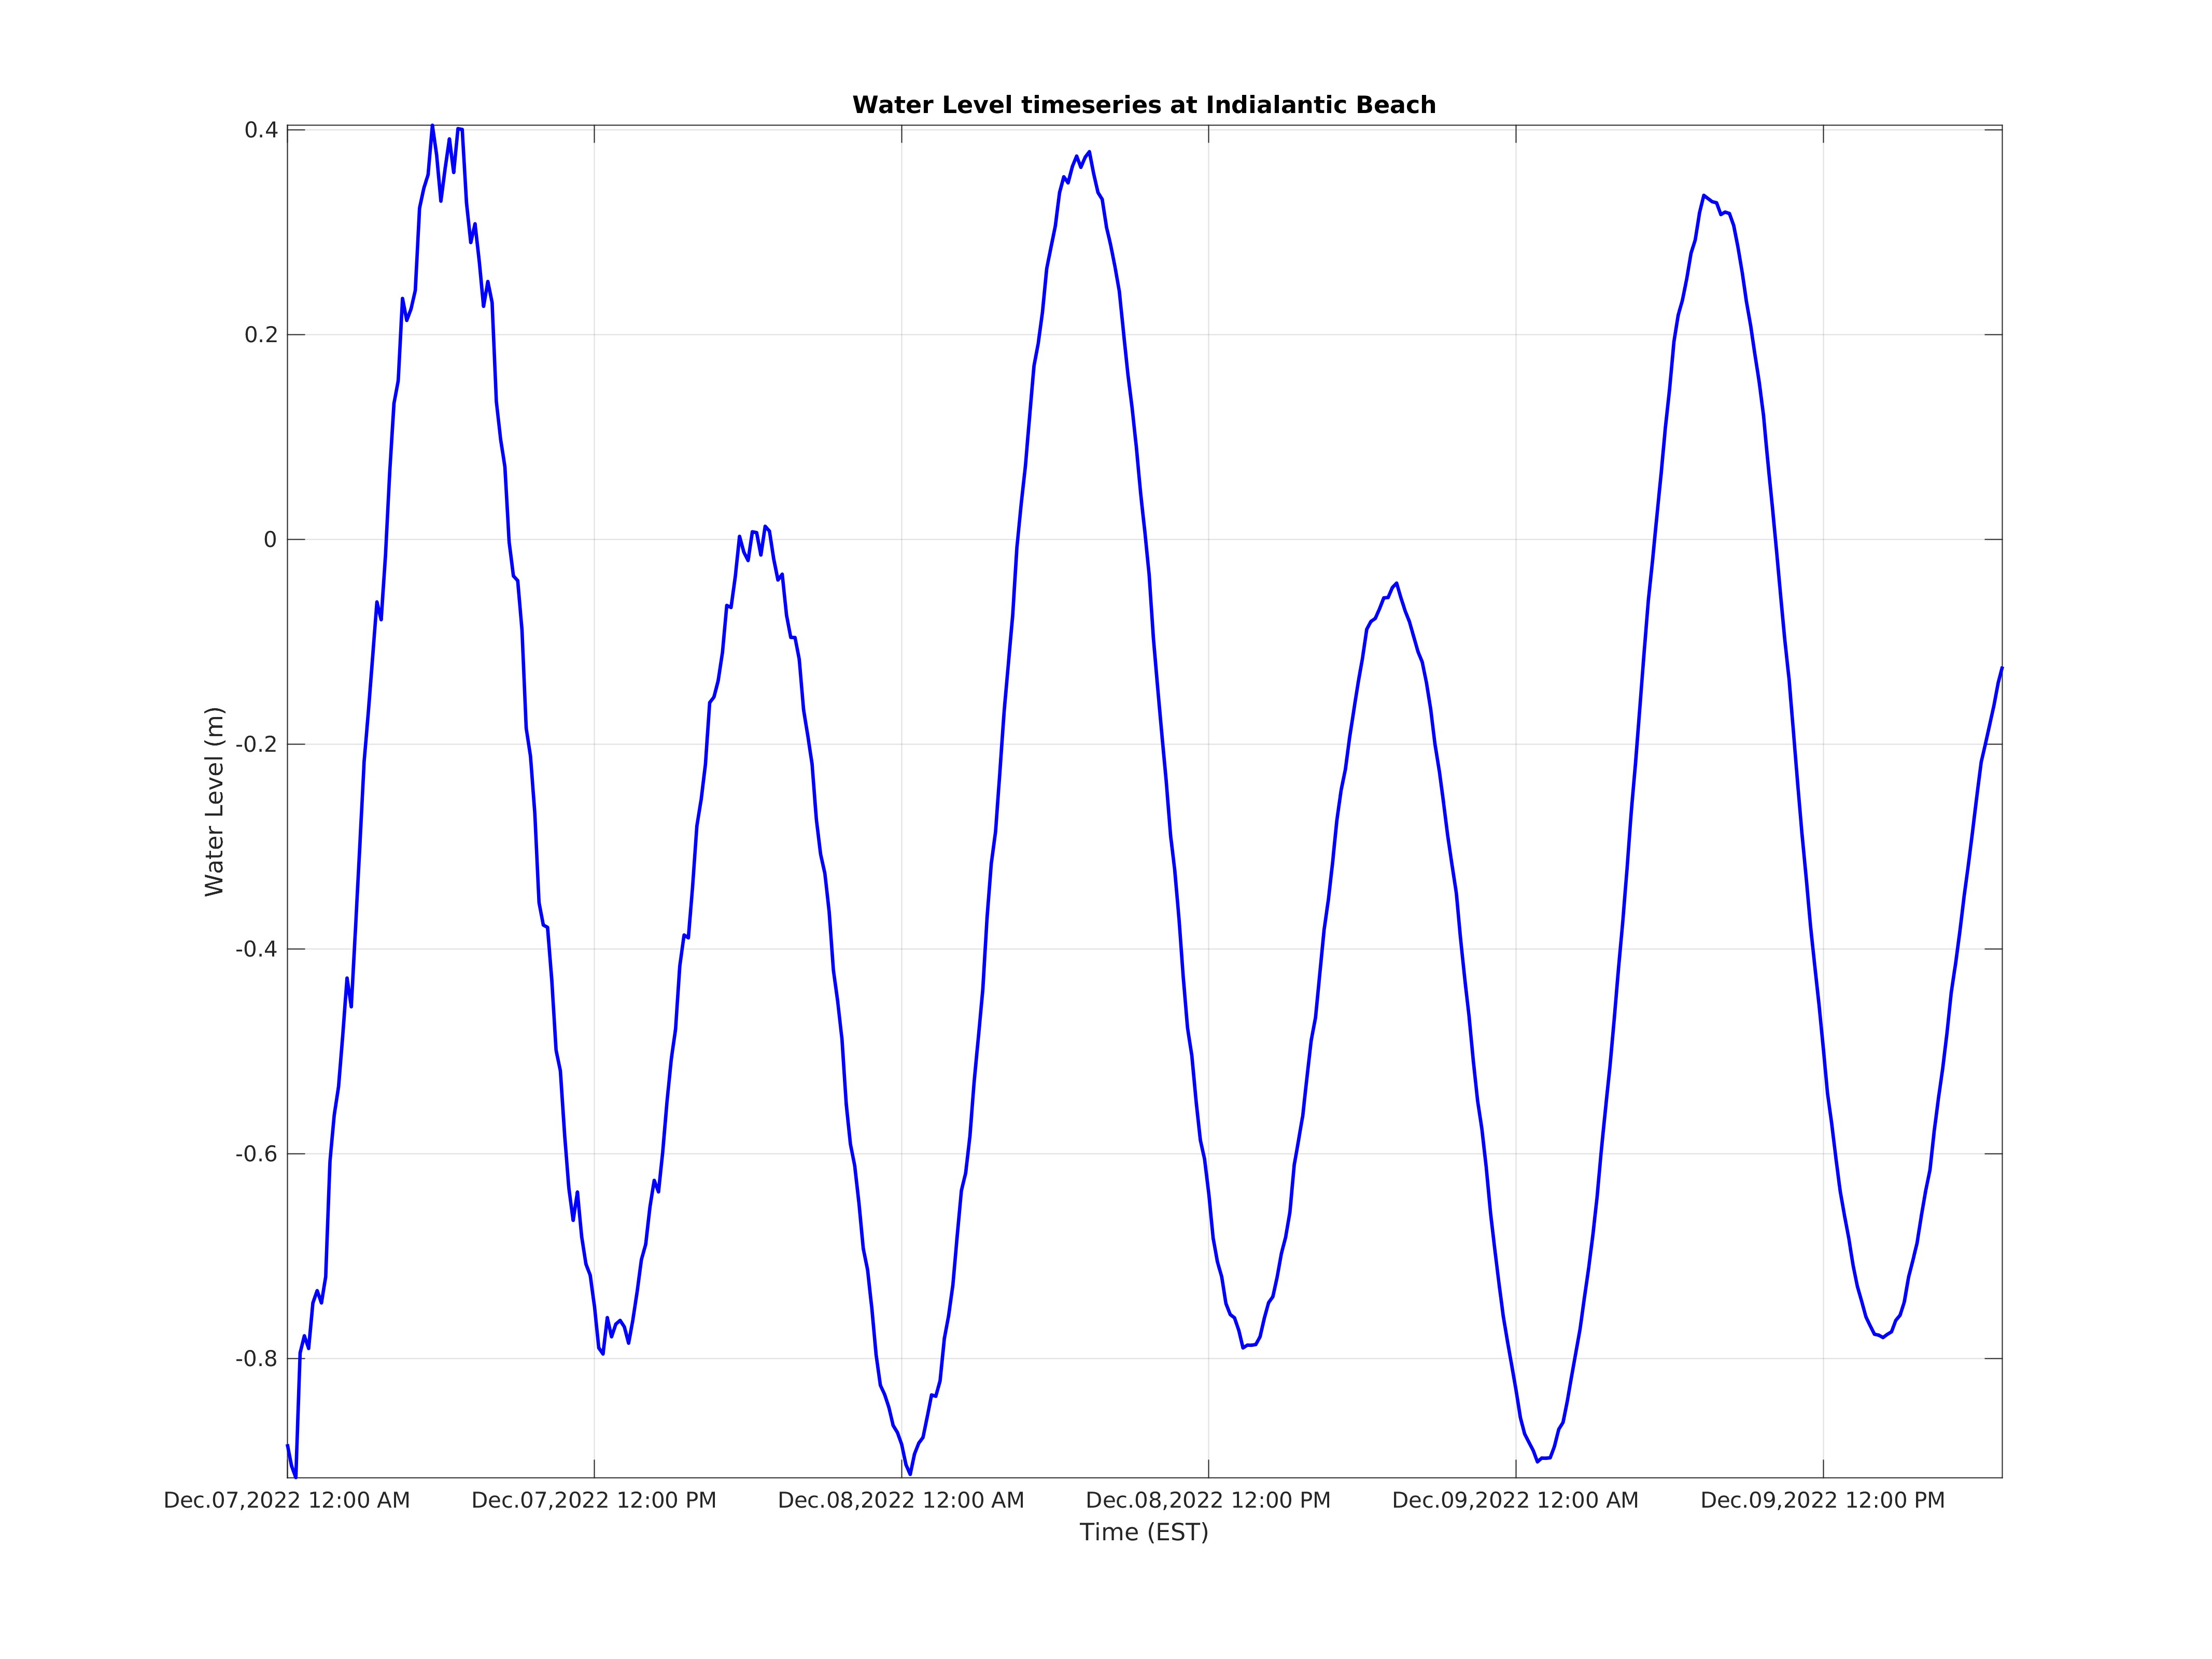 Water Level timeseries at Indialantic Beach
0.4
0.2
0
-0.2
-0.4
-0.6
-0.8
Water Level (m)
Dec.07,2022 12:00 AM Dec.07,2022 12:00 PM Dec.08,2022 12:00 AM Dec.08,2022 12:00 PM Dec.09,2022 12:00 AM Dec.09,2022 12:00 PM
Time (EST)